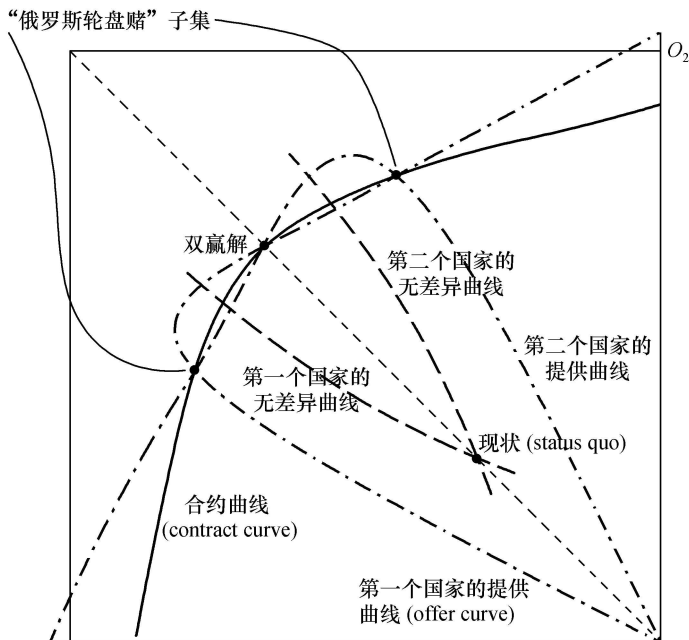 “俄罗斯轮盘赌”子集
O₂
双赢解
第二个国家的
无差异曲线
第二个国家的
提供曲线
第一个国家的
无差异曲线
现状 (status quo)
合约曲线
(contract curve)
第一个国家的提供
曲线 (offer curve)